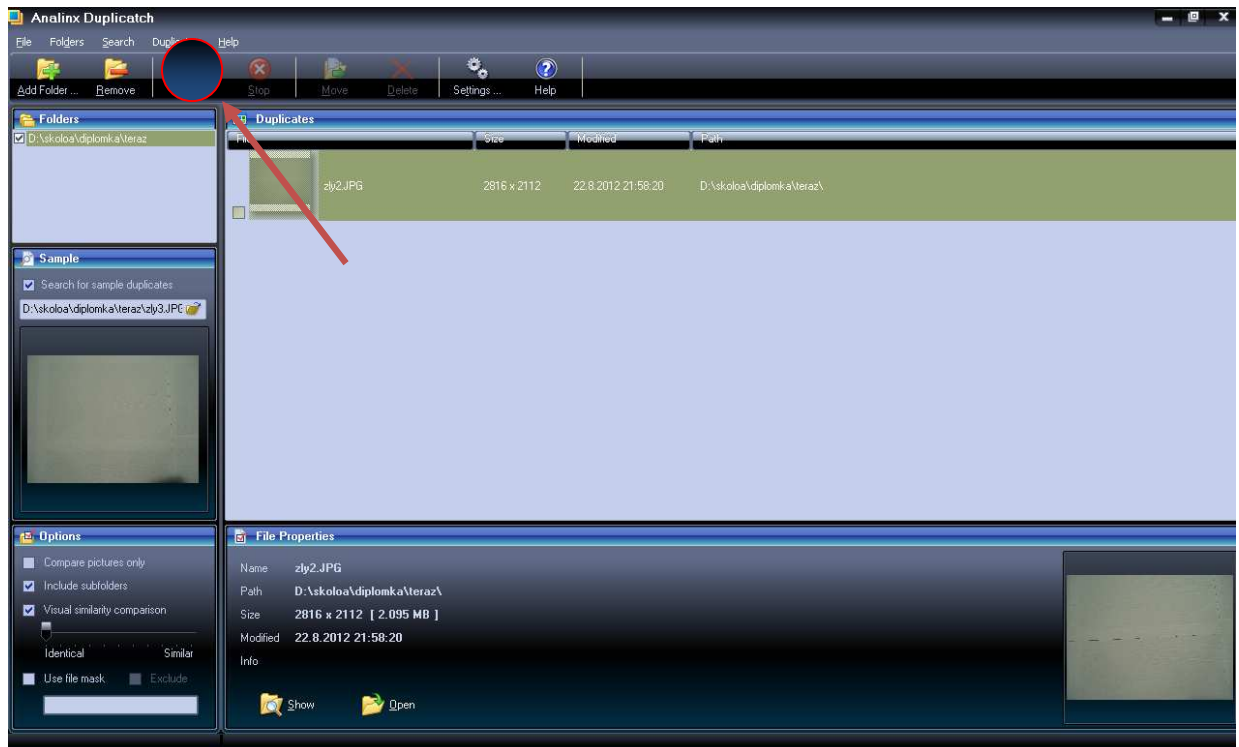 Analinx Duplicatch
File Folders Search Help
Add Folder ... Remove Stop Move Delete Settings ... Help
Folders
D:\skoloa\diplomka\teraz
Duplicates
Size Modified Path
zly2.JPG 2816 x 2112 22.8.2012 21:58:20 D:\skoloa\diplomka\teraz\
Sample
Search for sample duplicates
D:\skoloa\diplomka\teraz\zly3.JPG
Options
Compare pictures only
Include subfolders
Visual similarity comparison
Identical Similar
Use file mask Exclude
File Properties
Name zly2.JPG
Path D:\skoloa\diplomka\teraz\
Size 2816 x 2112 [ 2.095 MB ]
Modified 22.8.2012 21:58:20
Info
Show Open